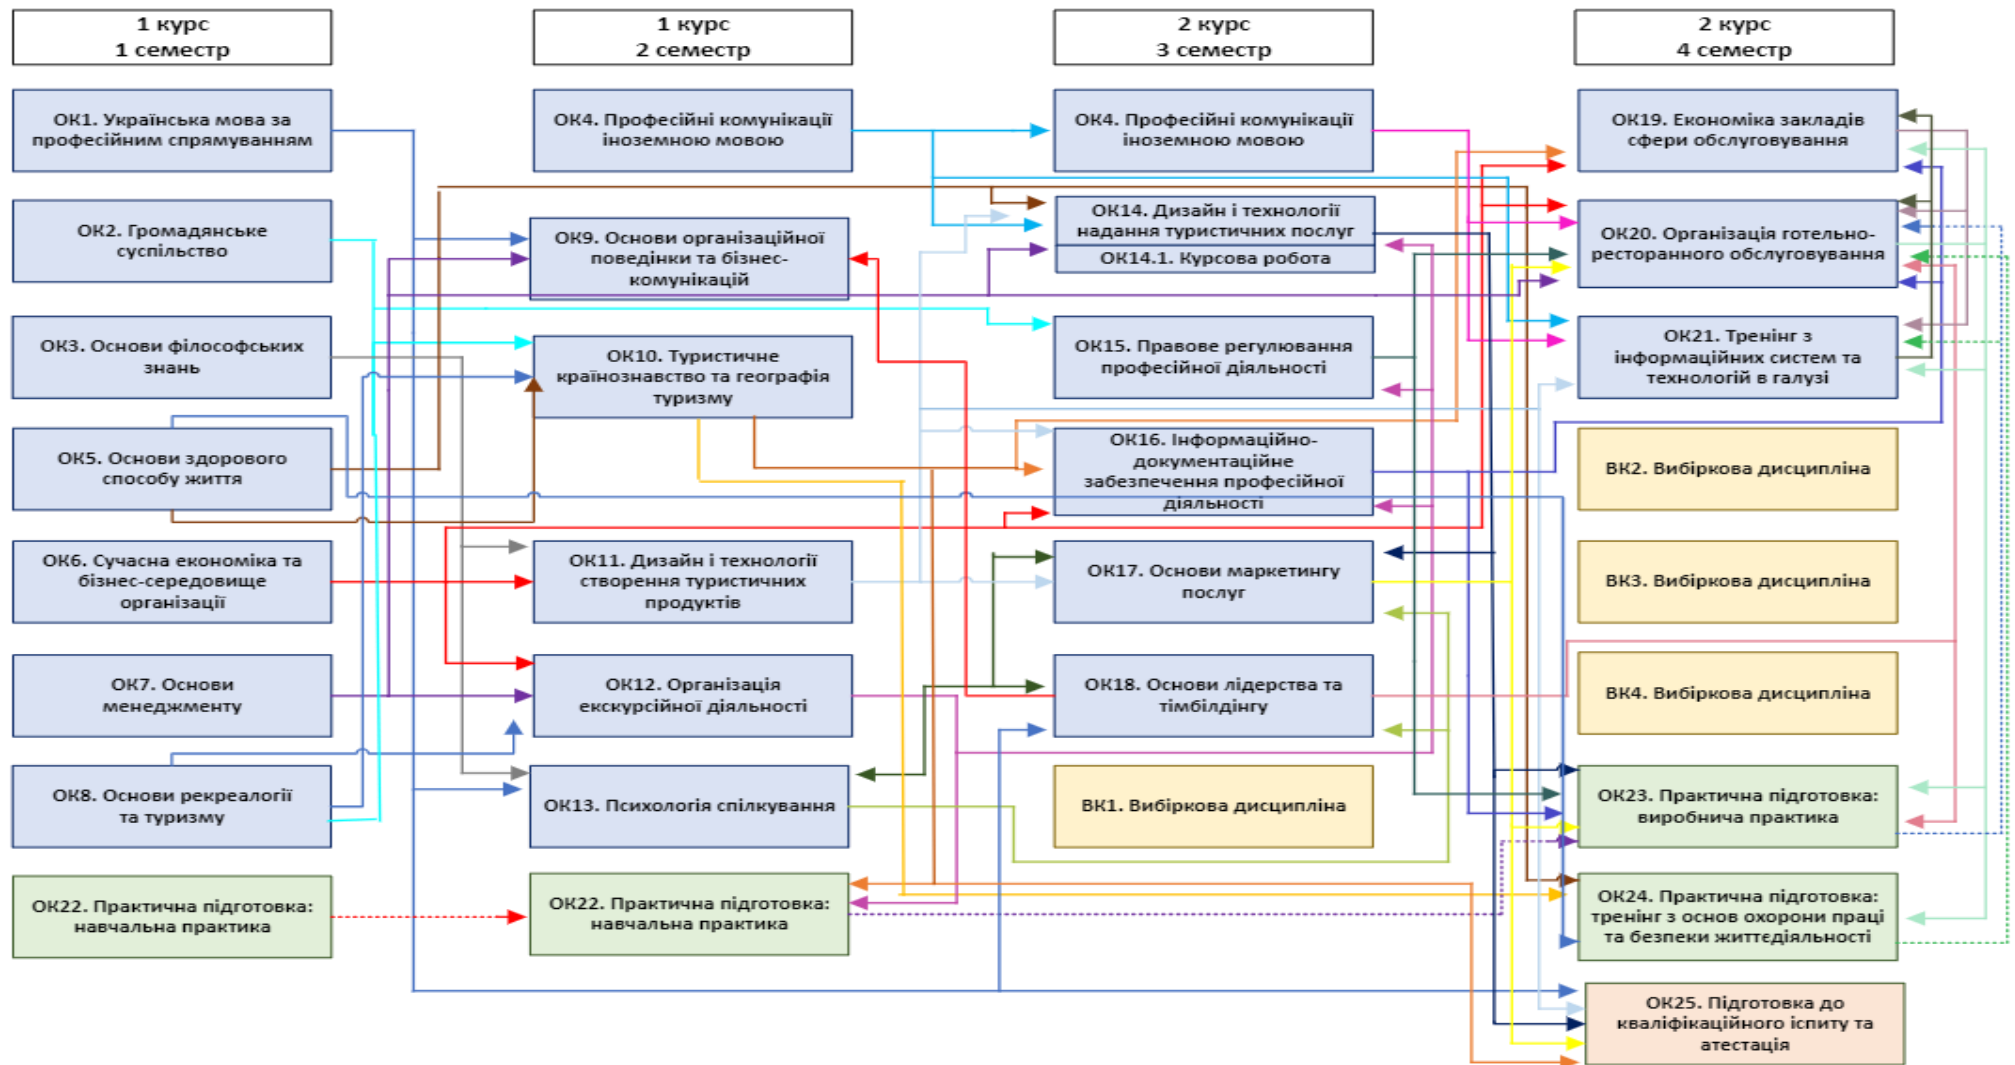 1 курс
1 семестр
1 курс
2 семестр
2 курс
3 семестр
2 курс
4 семестр
ОК1. Українська мова за
професійним спрямуванням
ОК2. Громадянське
суспільство
ОК3. Основи філософських
знань
ОК5. Основи здорового
способу життя
ОК6. Сучасна економіка та
бізнес-середовище
організації
ОК7. Основи
менеджменту
ОК8. Основи рекреалогії
та туризму
ОК22. Практична підготовка:
навчальна практика
ОК4. Професійні комунікації
іноземною мовою
ОК9. Основи організаційної
поведінки та бізнес-
комунікацій
ОК10. Туристичне
країнознавство та географія
туризму
ОК11. Дизайн і технології
створення туристичних
продуктів
ОК12. Організація
екскурсійної діяльності
ОК13. Психологія спілкування
ОК22. Практична підготовка:
навчальна практика
ОК4. Професійні комунікації
іноземною мовою
ОК14. Дизайн і технології
надання туристичних послуг
ОК14.1. Курсова робота
ОК15. Правове регулювання
професійної діяльності
ОК16. Інформаційно-
документаційне
забезпечення професійної
діяльності
ОК17. Основи маркетингу
послуг
ОК18. Основи лідерства та
тімбілдінгу
ВК1. Вибіркова дисципліна
ОК19. Економіка закладів
сфери обслуговування
ОК20. Організація готельно-
ресторанного обслуговування
ОК21. Тренінг з
інформаційних систем та
технологій в галузі
ВК2. Вибіркова дисципліна
ВК3. Вибіркова дисципліна
ВК4. Вибіркова дисципліна
ОК23. Практична підготовка:
виробнича практика
ОК24. Практична підготовка:
тренінг з основ охорони праці
та безпеки життєдіяльності
ОК25. Підготовка до
кваліфікаційного іспиту та
атестація